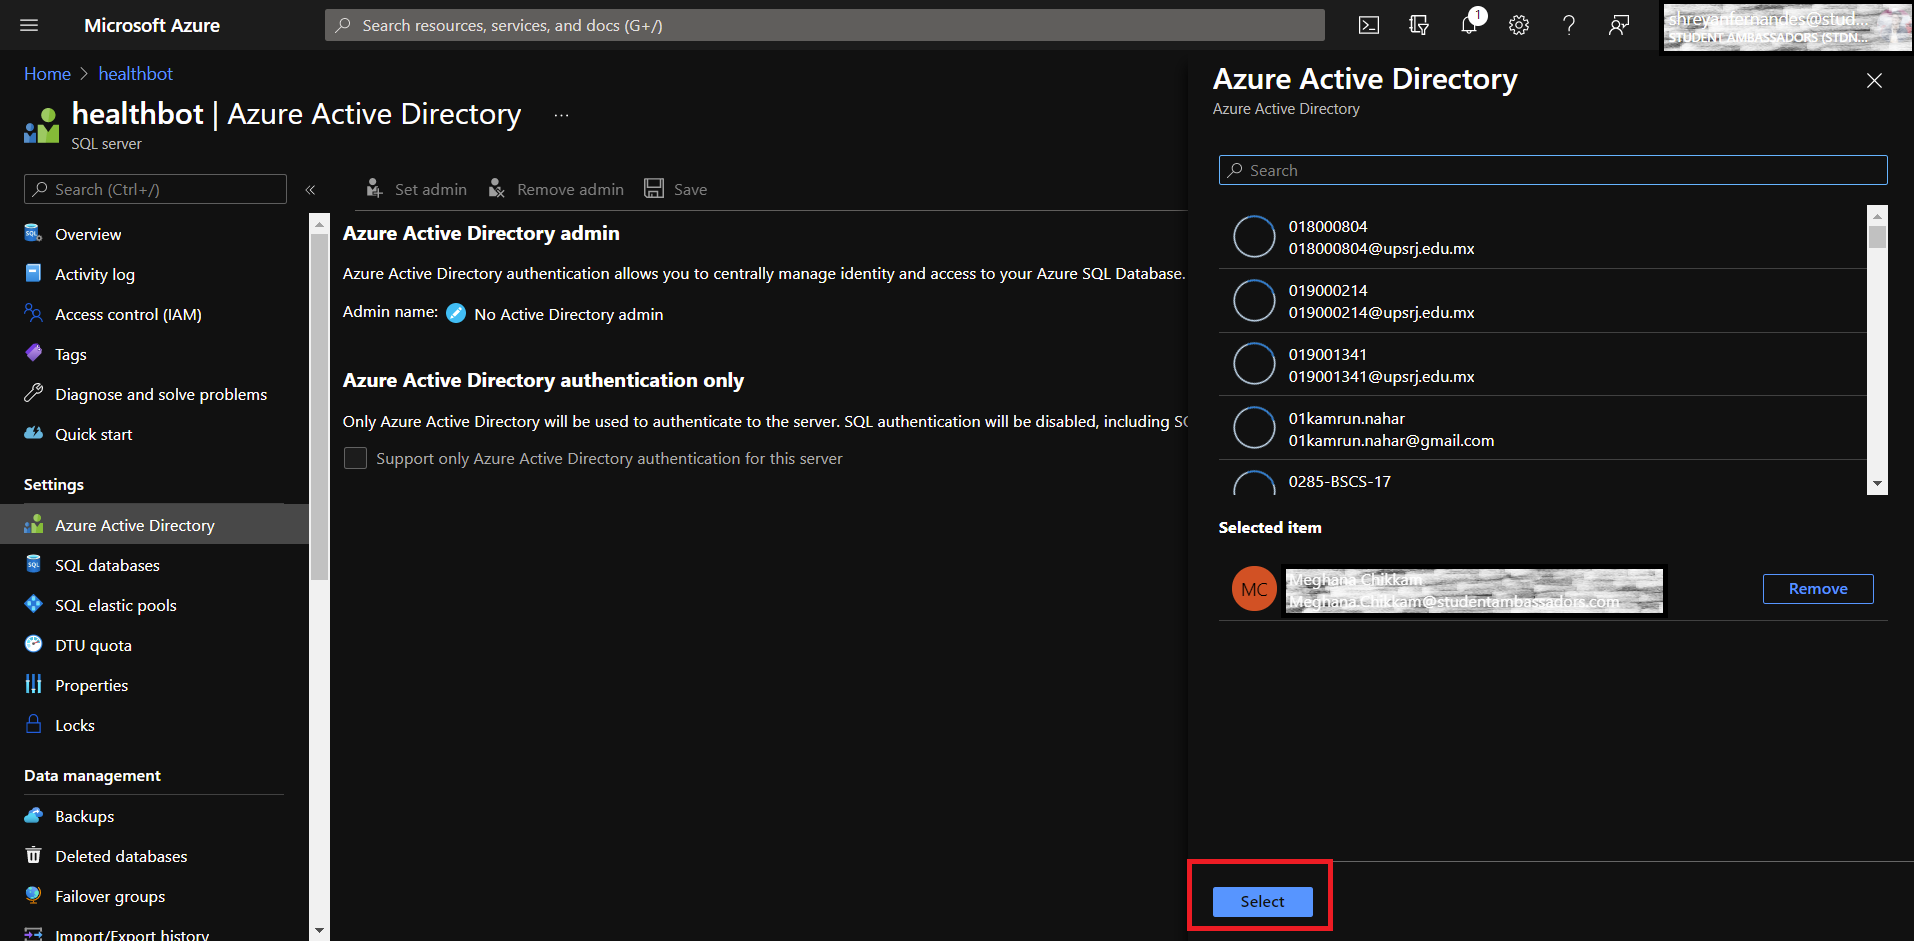 Microsoft Azure
Search resources, services, and docs (G+/)
1
shreyanfernandes@stud...
STUDENT AMBASSADORS (STDN...
Home > healthbot
healthbot | Azure Active Directory ...
SQL server
Search (Ctrl+/)
«
Overview
Activity log
Access control (IAM)
Tags
Diagnose and solve problems
Quick start
Settings
Azure Active Directory
SQL databases
SQL elastic pools
DTU quota
Properties
Locks
Data management
Backups
Deleted databases
Failover groups
Import/Export history
Set admin
Remove admin
Save
Azure Active Directory admin
Azure Active Directory authentication allows you to centrally manage identity and access to your Azure SQL Database.
Admin name: No Active Directory admin
Azure Active Directory authentication only
Only Azure Active Directory will be used to authenticate to the server. SQL authentication will be disabled, including SQ
Support only Azure Active Directory authentication for this server
Azure Active Directory
Azure Active Directory
Search
018000804
018000804@upsrj.edu.mx
019000214
019000214@upsrj.edu.mx
019001341
019001341@upsrj.edu.mx
01kamrun.nahar
01kamrun.nahar@gmail.com
0285-BSCS-17
Selected item
MC
Meghana Chikkam
Meghana.Chikkam@studentambassadors.com
Remove
Select